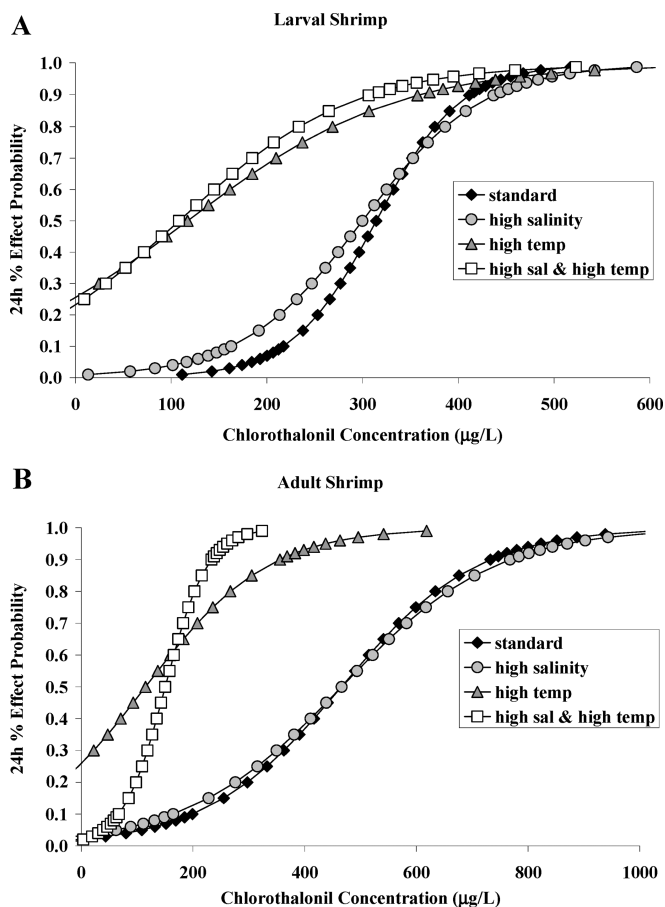 A
Larval Shrimp
24h % Effect Probability
1.0
0.9
0.8
0.7
0.6
0.5
0.4
0.3
0.2
0.1
0.0
standard
high salinity
high temp
high sal & high temp
0 100 200 300 400 500 600
Chlorothalonil Concentration (μg/L)
B
Adult Shrimp
24h % Effect Probability
1.0
0.9
0.8
0.7
0.6
0.5
0.4
0.3
0.2
0.1
0.0
standard
high salinity
high temp
high sal & high temp
0 200 400 600 800 1000
Chlorothalonil Concentration (μg/L)